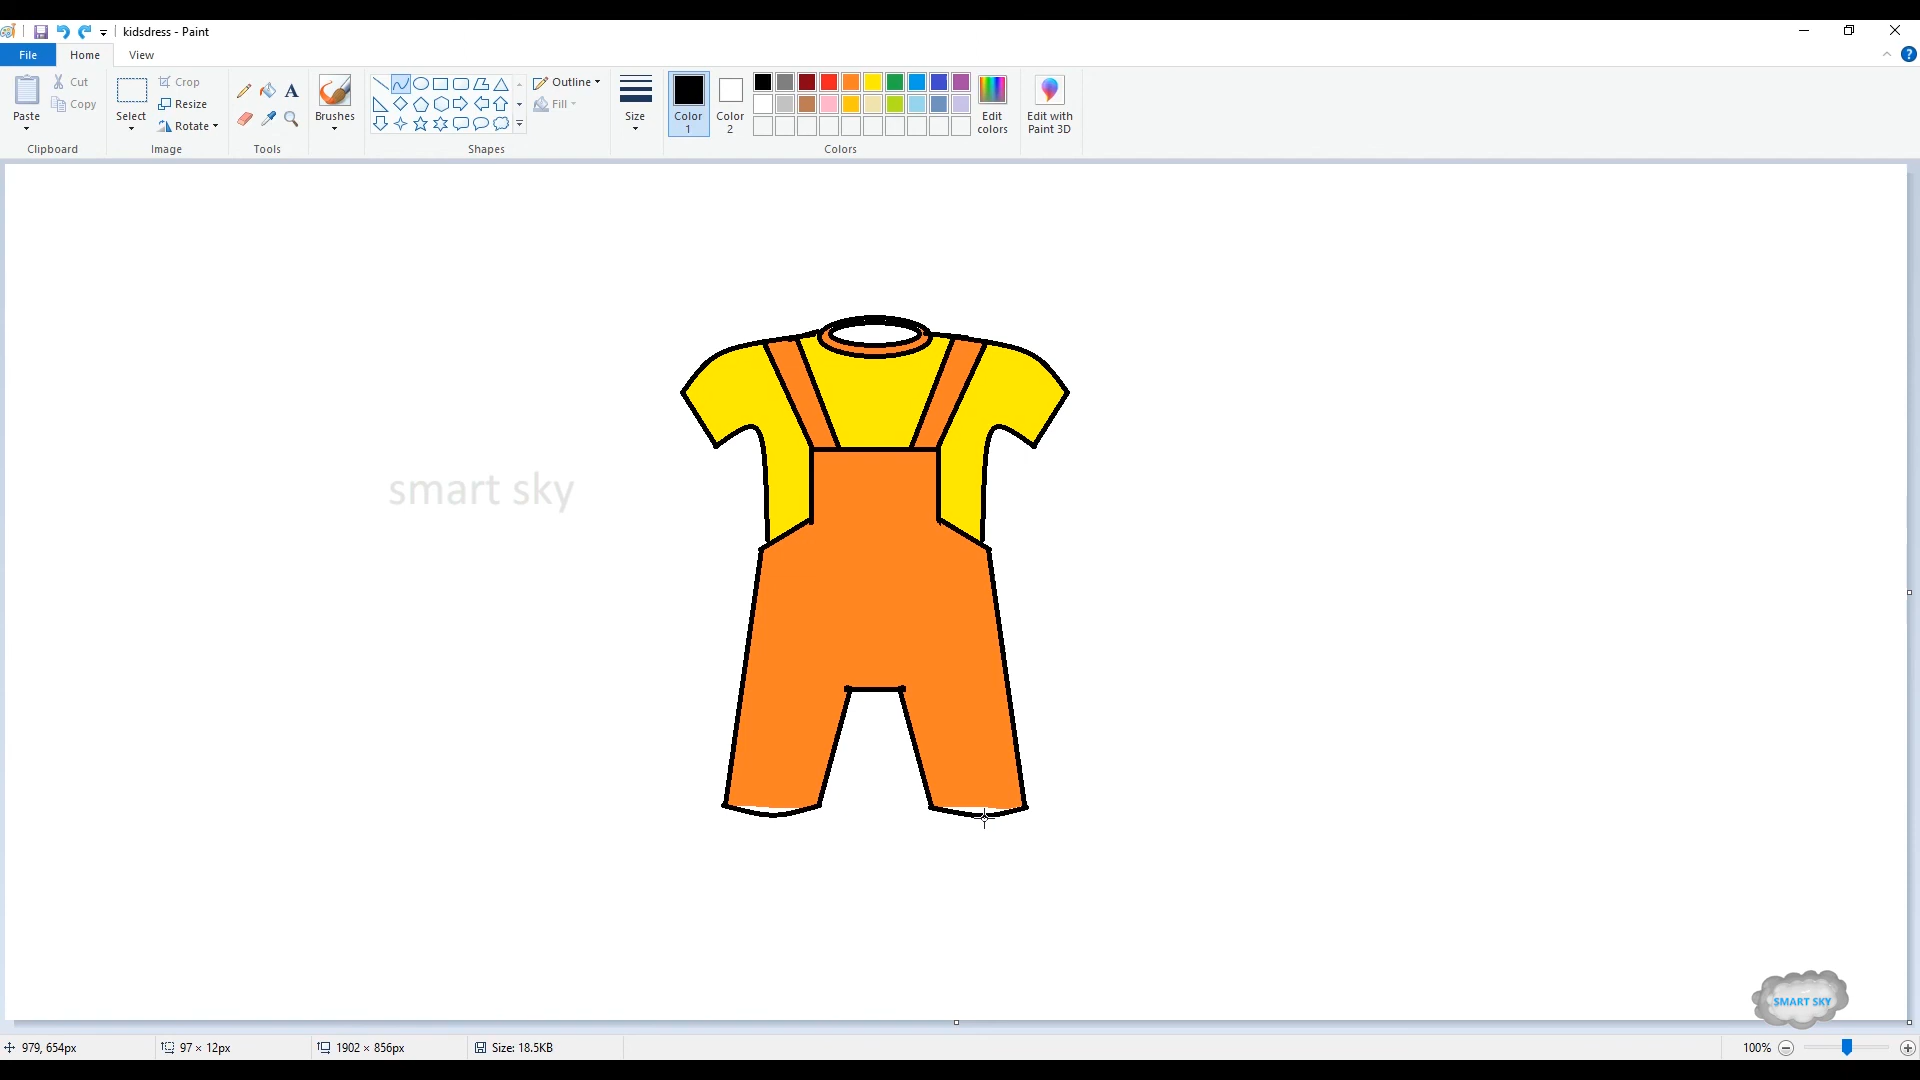 kidsdress - Paint
File Home View
Paste
Cut
Copy
Clipboard
Select
Crop
Resize
Rotate
Image
Tools
Brushes
Shapes
Outline
Fill
Size
Color 1
Color 2
Colors
Edit colors
Edit with Paint 3D
smart sky
SMART SKY
979, 654px 97 × 12px 1902 × 856px Size: 18.5KB 100%